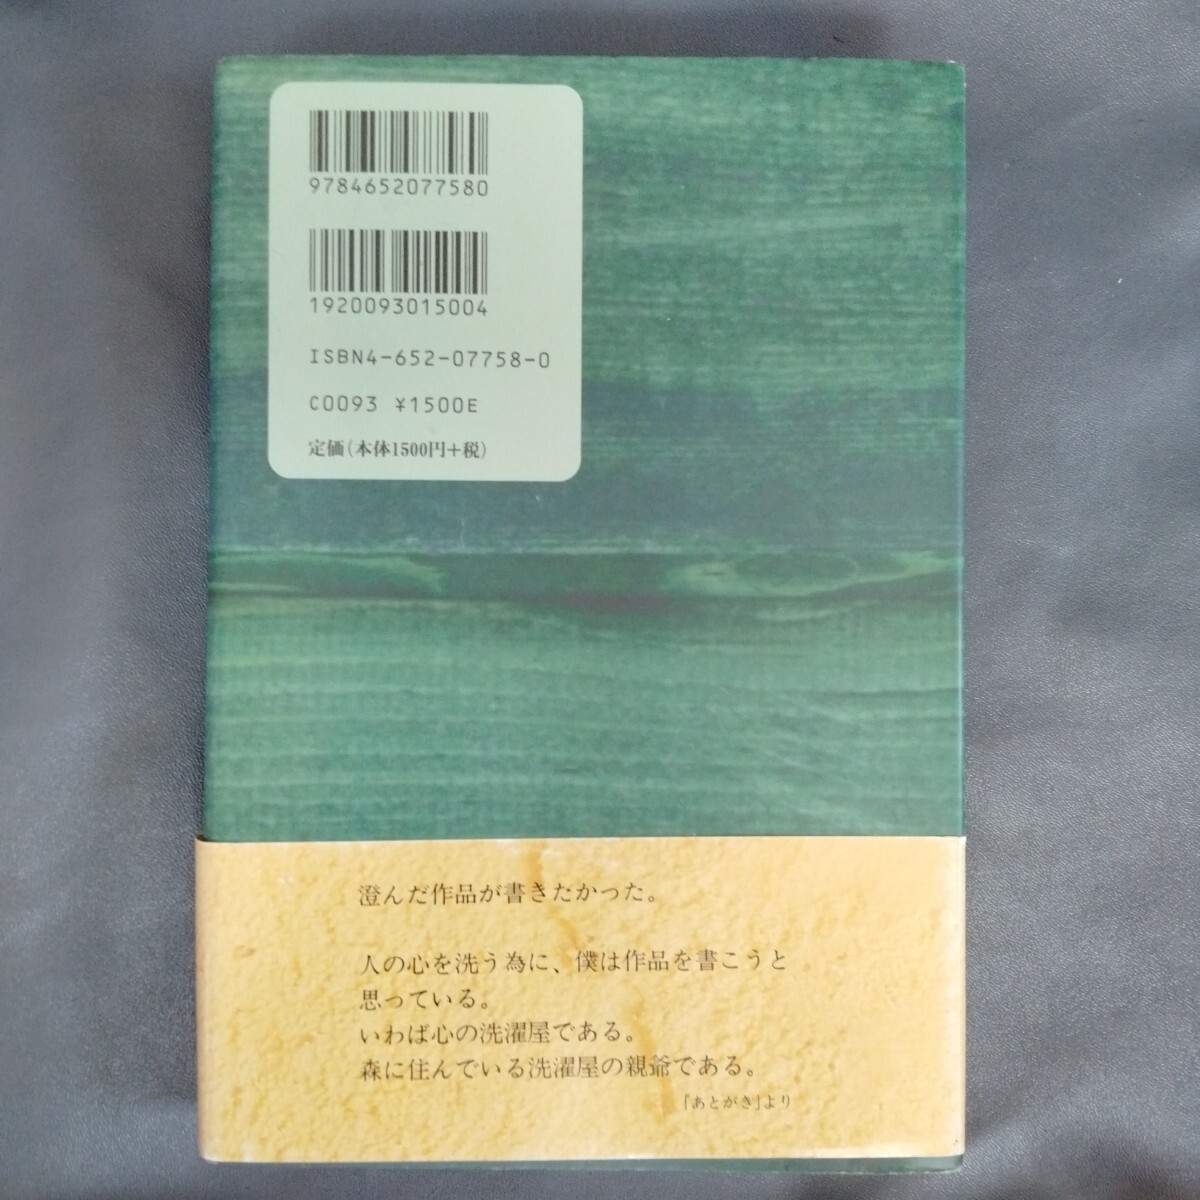 9784652077580
1920093015004
ISBN4-652-07758-0
C0093 ¥1500E
定価(本体1500円+税)
澄んだ作品が書きたかった。
人の心を洗う為に、僕は作品を書こうと
思っている。
いわば心の洗濯屋である。
森に住んでいる洗濯屋の親爺である。
「あとがき」より